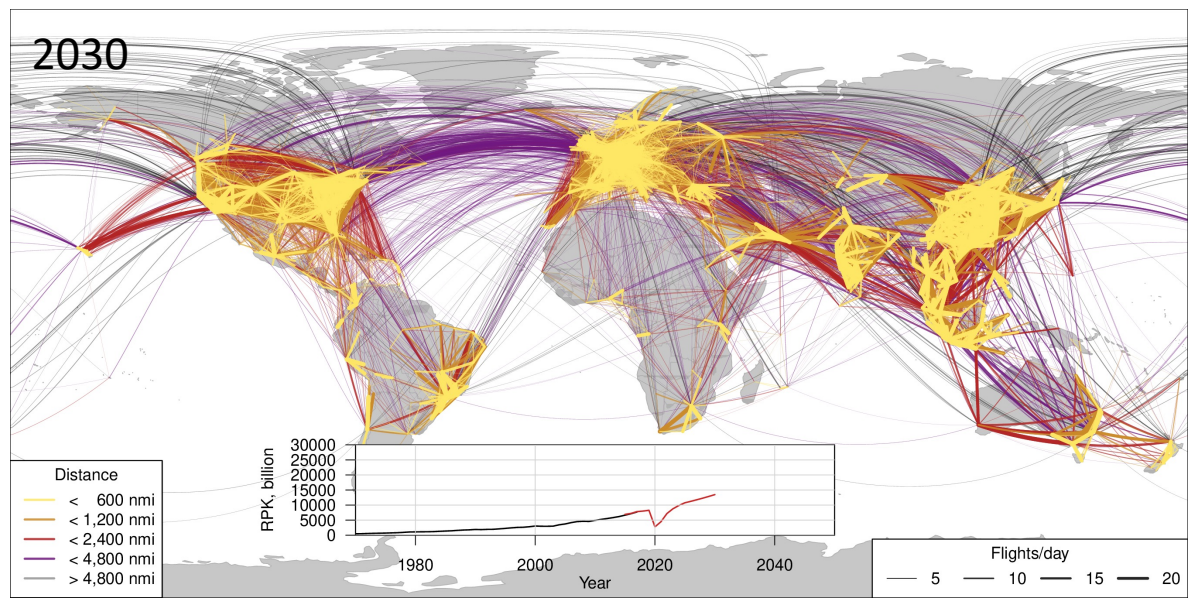 2030
RPK, billion
30000
25000
20000
15000
10000
5000
0
1980 2000 2020 2040
Year
Distance
< 600 nmi
< 1,200 nmi
< 2,400 nmi
< 4,800 nmi
> 4,800 nmi
Flights/day
5 10 15 20